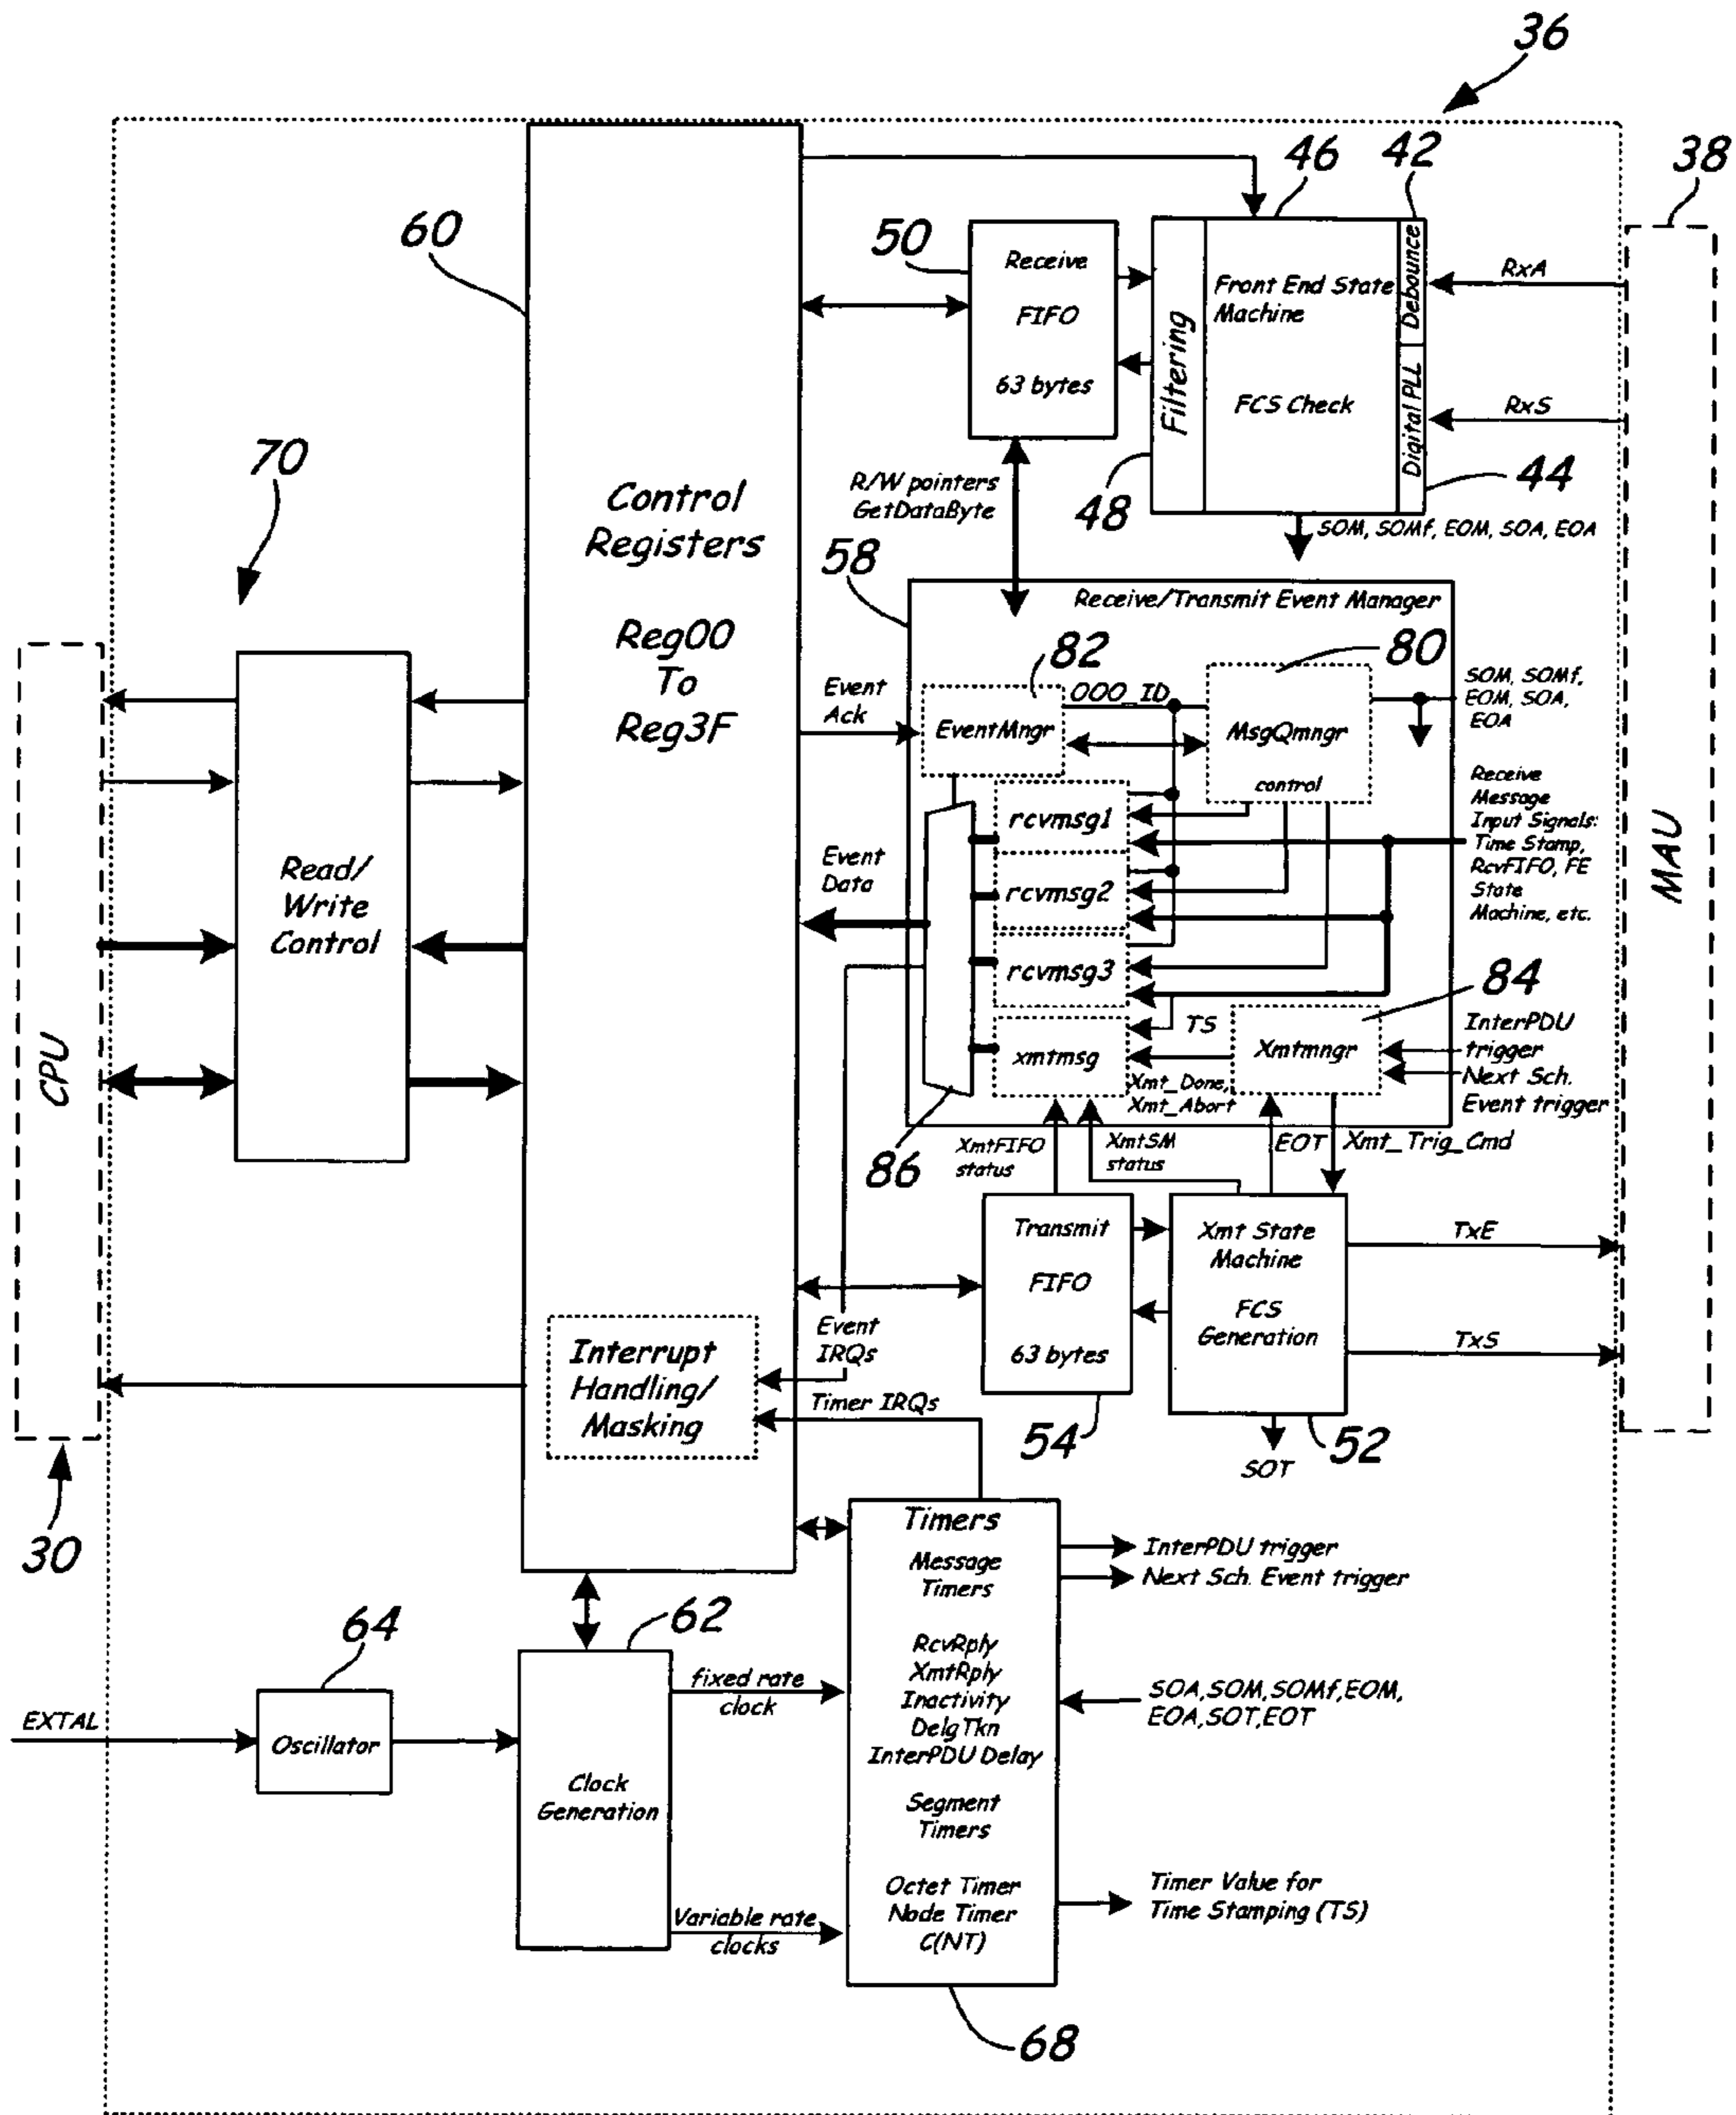 36
46
42
38
60
50
Receive
FIFO
63 bytes
Filtering
Front End State
Machine
FCS Check
Debounce
Digital PLL
RxA
RxS
70
R/W pointers
GetDataByte
48
44
SOM, SOMf, EOM, SOA, EOA
Control
Registers
Reg00
To
Reg3F
58
Receive/Transmit Event Manager
82
80
OOO_ID
Event
Ack
EventMngr
MsgQmngr
control
SOM, SOMf,
EOM, SOA,
EOA
Read/
Write
Control
Event
Data
rcvmsg1
rcvmsg2
rcvmsg3
xmtmsg
Receive
Message
Input Signals:
Time Stamp,
RcvFIFO, FE
State
Machine, etc.
MAU
CPU
84
TS
Xmtmngr
InterPDU
trigger
Next Sch.
Event trigger
Xmt_Done,
Xmt_Abort
86
XmtFIFO
status
XmtSM
status
EOT
Xmt_Trig_Cmd
Transmit
FIFO
63 bytes
Xmt State
Machine
FCS
Generation
TxE
TxS
Event
IRQs
Interrupt
Handling/
Masking
Timer IRQs
54
52
SOT
30
Timers
Message
Timers
RcvRply
XmtRply
Inactivity
DelgTkn
InterPDU Delay
Segment
Timers
Octet Timer
Node Timer
C(NT)
InterPDU trigger
Next Sch. Event trigger
64
62
EXTAL
Oscillator
Clock
Generation
fixed rate
clock
Variable rate
clocks
SOA,SOM,SOMf,EOM,
EOA,SOT,EOT
Timer Value for
Time Stamping (TS)
68